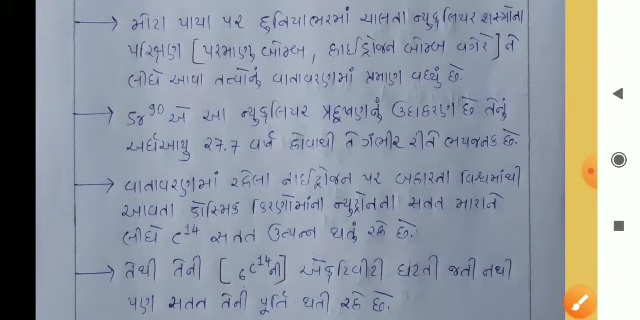 → મોટા પાયા પર દુનિયાભરમાં ચાલતા ન્યુક્લિયર શસ્ત્રોના
પરિક્ષણ [પરમાણુ બોમ્બ, હાઈડ્રોજન બોમ્બ વગેરે] ને
લીધે આવા તત્વોનું વાતાવરણમાં પ્રમાણ વધ્યું છે.
→ Sr⁹⁰ એ આ ન્યુક્લિયર પ્રદૂષણનું ઉદાહરણ છે તેનું
અર્ધઆયુ 27.7 વર્ષ હોવાથી તે ગંભીર રીતે ભયજનક છે.
→ વાતાવરણમાં રહેલા નાઈટ્રોજન પર બહારના વિશ્વમાંથી
આવતા કોસ્મિક કિરણોમાંના ન્યુટ્રોનના સતત મારાને
લીધે C¹⁴ સતત ઉત્પન્ન થતું રહે છે.
→ તેથી તેની [₆C¹⁴ની] એક્ટિવીટી ઘટતી જતી નથી
પણ સતત તેની પૂર્તિ થતી રહે છે.